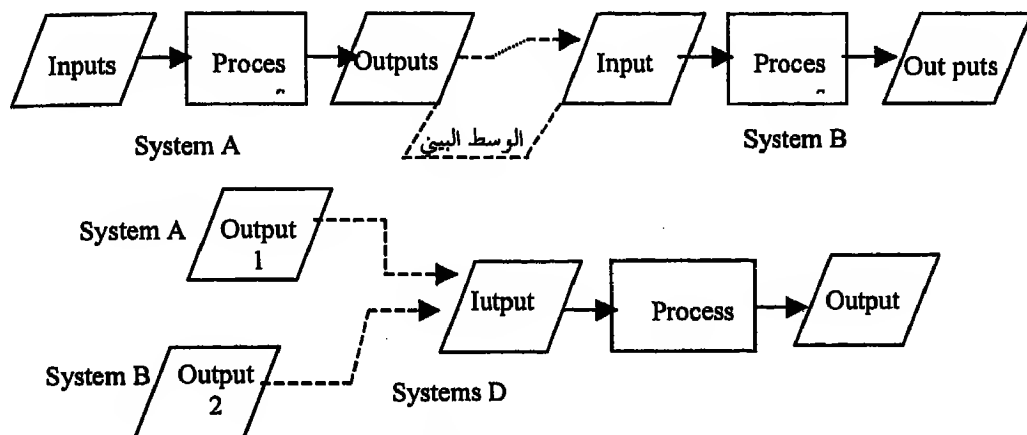 Inputs
Proces
Outputs
Input
Proces
Out puts
System A
الوسط البيني
System B
System A
Output
1
Iutput
Process
Output
System B
Output
2
Systems D